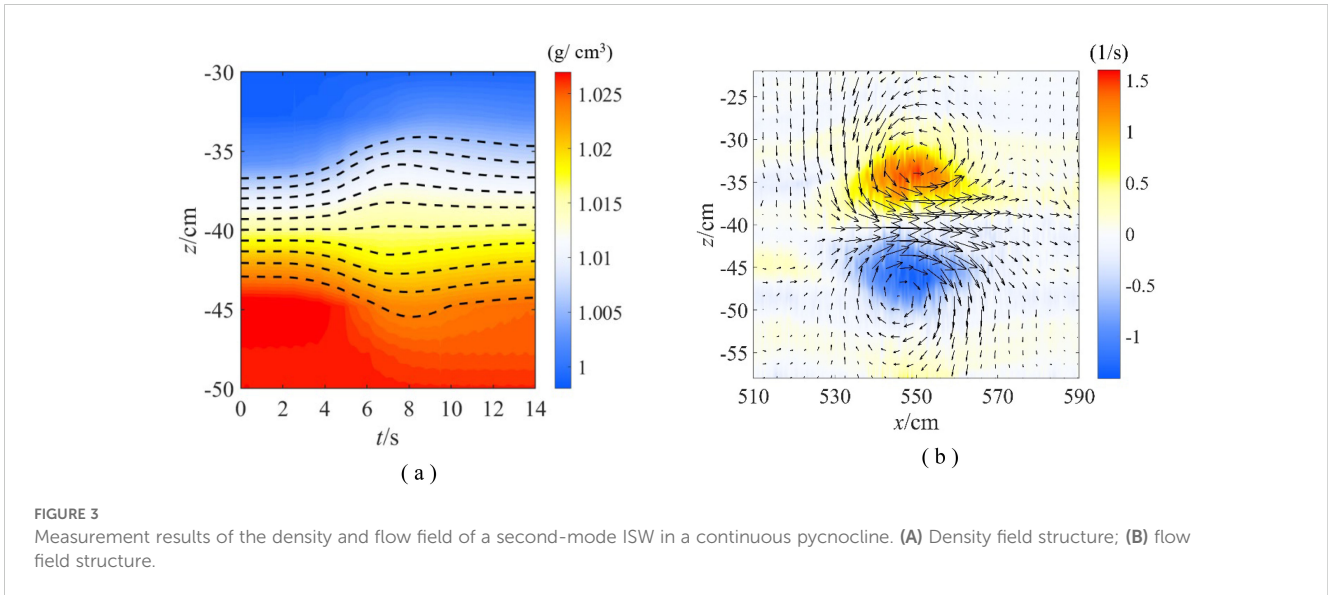 (g/ cm³)
-30
-35
-40
-45
-50
z/cm
0 2 4 6 8 10 12 14
t/s
1.025
1.02
1.015
1.01
1.005
1
( a )
(1/s)
-25
-30
-35
-40
-45
-50
-55
z/cm
510 530 550 570 590
x/cm
1.5
1
0.5
0
-0.5
-1
( b )
FIGURE 3
Measurement results of the density and flow field of a second-mode ISW in a continuous pycnocline. (A) Density field structure; (B) flow
field structure.